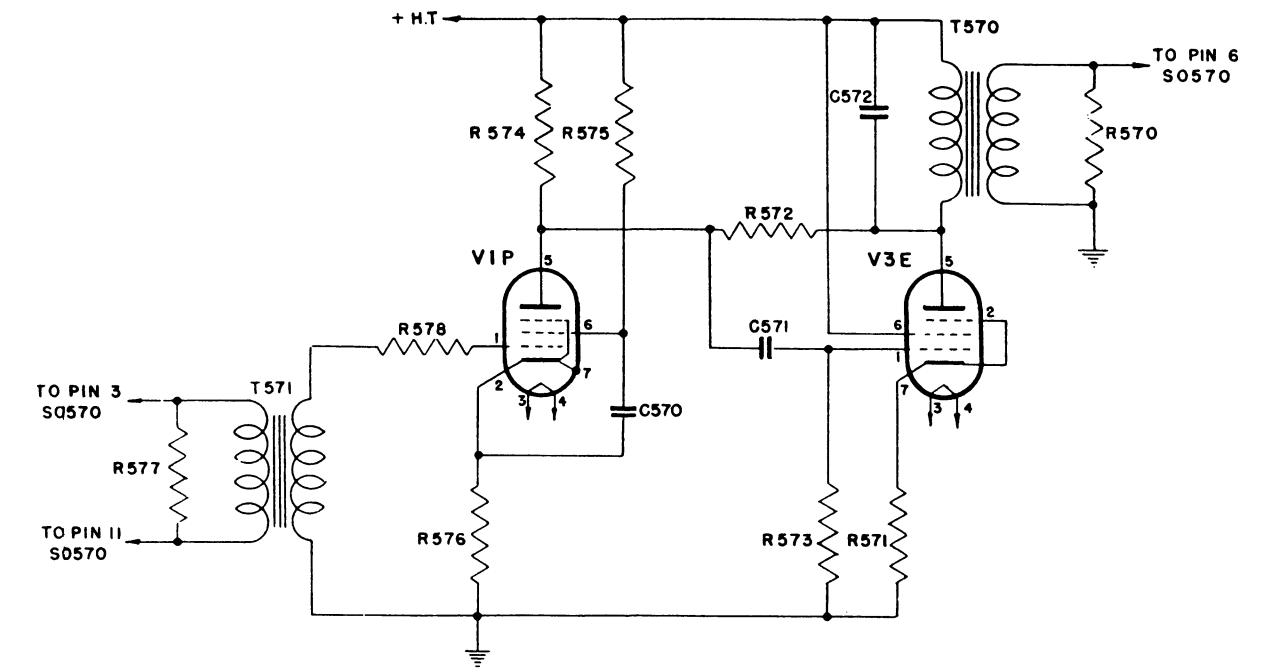 + H.T
T570
TO PIN 6
SO570
C572
R574
R575
R570
R572
V1P
5
V3E
5
6
2
R578
1
C571
6
1
TO PIN 3
SO570
T571
2
7
3
4
C570
7
3
4
R577
TO PIN 11
SO570
R576
R573
R571